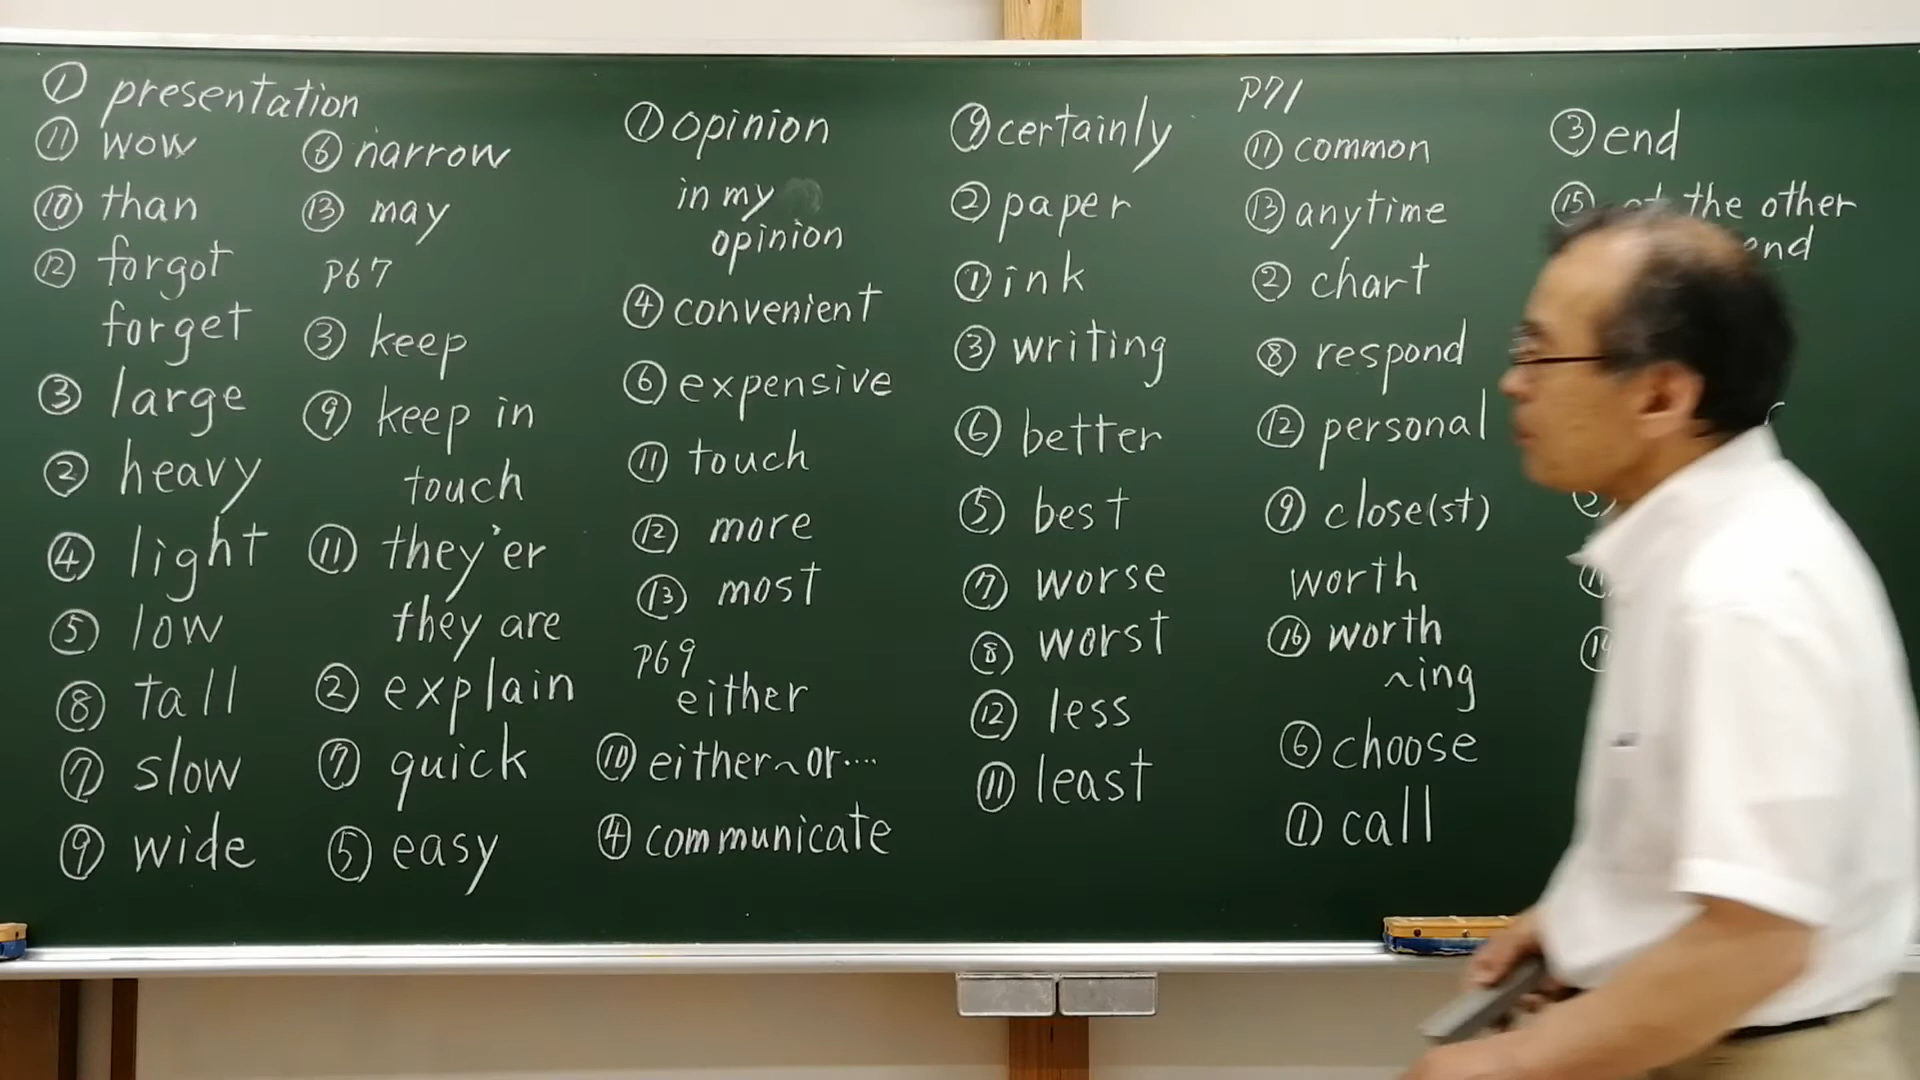 ① presentation
⑪ wow
⑩ than
⑫ forgot
forget
③ large
② heavy
④ light
⑤ low
⑧ tall
⑦ slow
⑨ wide
⑥ narrow
⑬ may
P67
③ keep
⑨ keep in
touch
⑪ they'er
they are
② explain
⑦ quick
⑤ easy
① opinion
in my
opinion
④ convenient
⑥ expensive
⑪ touch
⑫ more
⑬ most
P69
either
⑩ either~or....
④ communicate
⑨ certainly
② paper
① ink
③ writing
⑥ better
⑤ best
⑦ worse
⑧ worst
⑫ less
⑪ least
P71
⑪ common
⑬ anytime
② chart
⑧ respond
⑫ personal
⑨ close(st)
worth
⑯ worth
~ing
⑥ choose
① call
③ end
⑮ the other
end